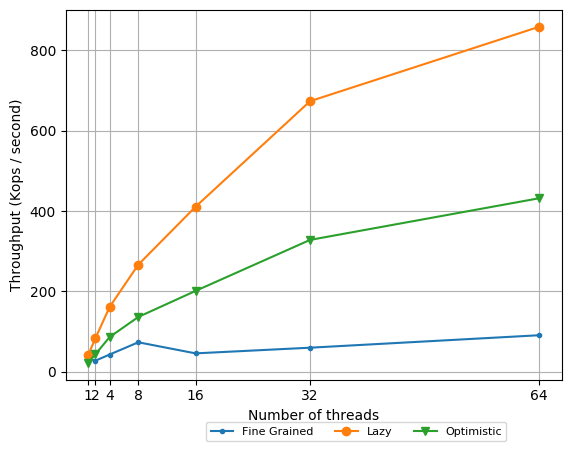 800
600
400
200
0
Throughput (Kops / second)
1 2 4 8 16 32 64
Number of threads
Fine Grained Lazy Optimistic